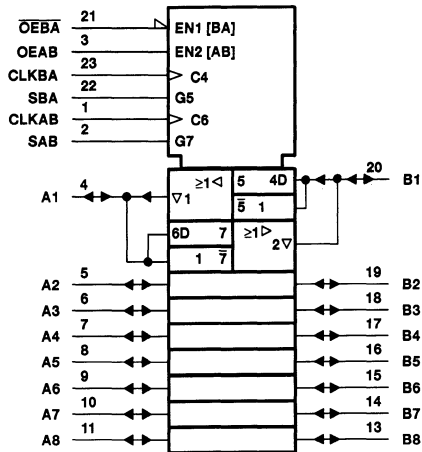 21
OEBA EN1 [BA]
3
OEAB EN2 [AB]
23
CLKBA C4
22
SBA G5
1
CLKAB C6
2
SAB G7
4 20
A1 ≥1 ◁ 5 4D B1
▽ 1 5̅ 1
6D 7 ≥1 ▷
1 7̅ 2 ▽
5 19
A2 B2
6 18
A3 B3
7 17
A4 B4
8 16
A5 B5
9 15
A6 B6
10 14
A7 B7
11 13
A8 B8